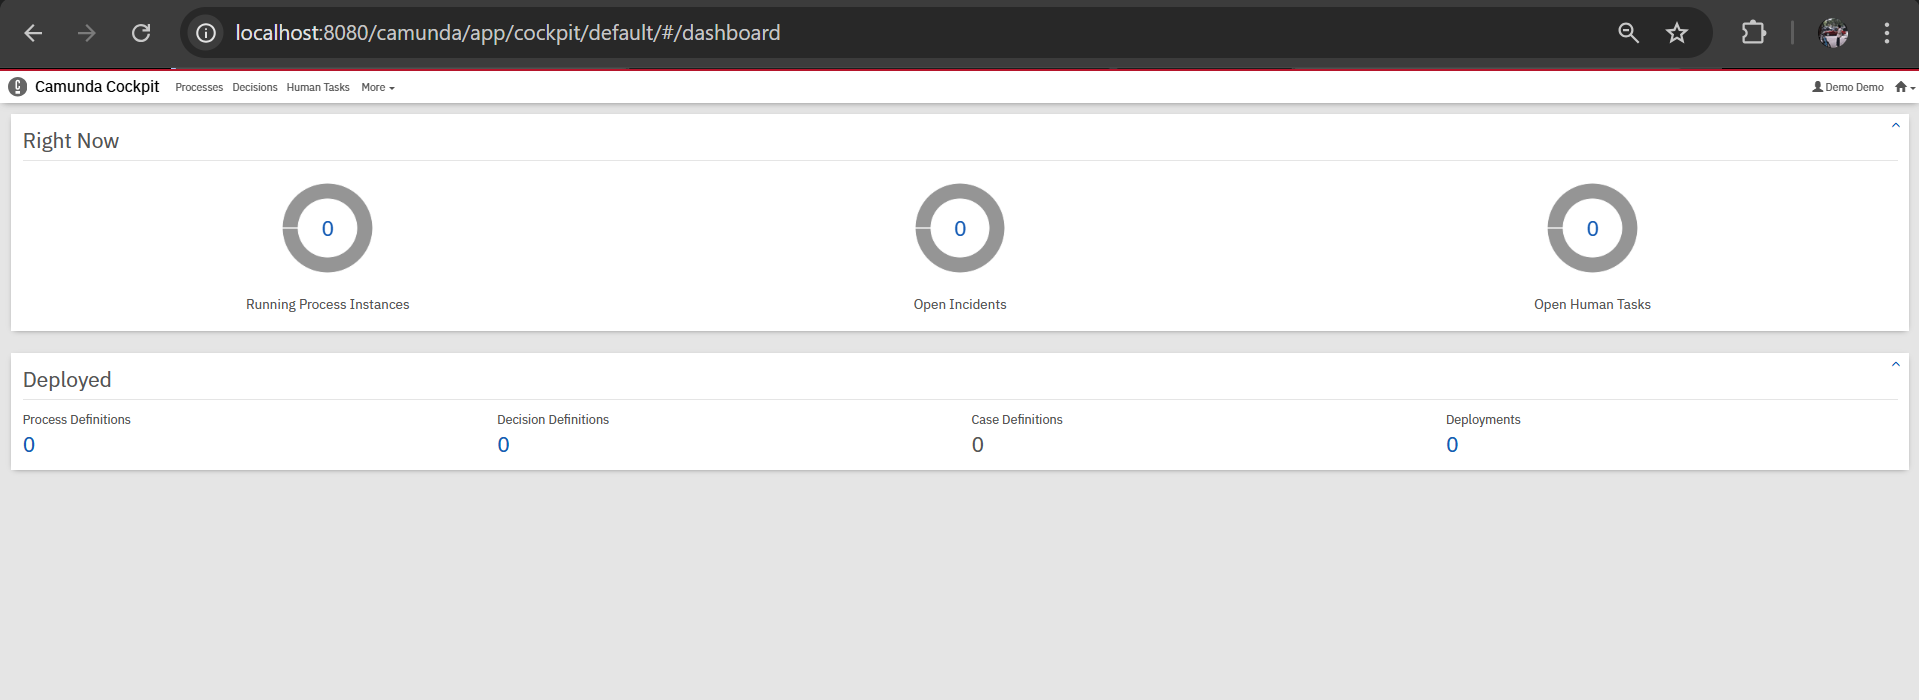 localhost:8080/camunda/app/cockpit/default/#/dashboard
Camunda Cockpit Processes Decisions Human Tasks More Demo Demo
Right Now
0 0 0
Running Process Instances Open Incidents Open Human Tasks
Deployed
Process Definitions Decision Definitions Case Definitions Deployments
0 0 0 0